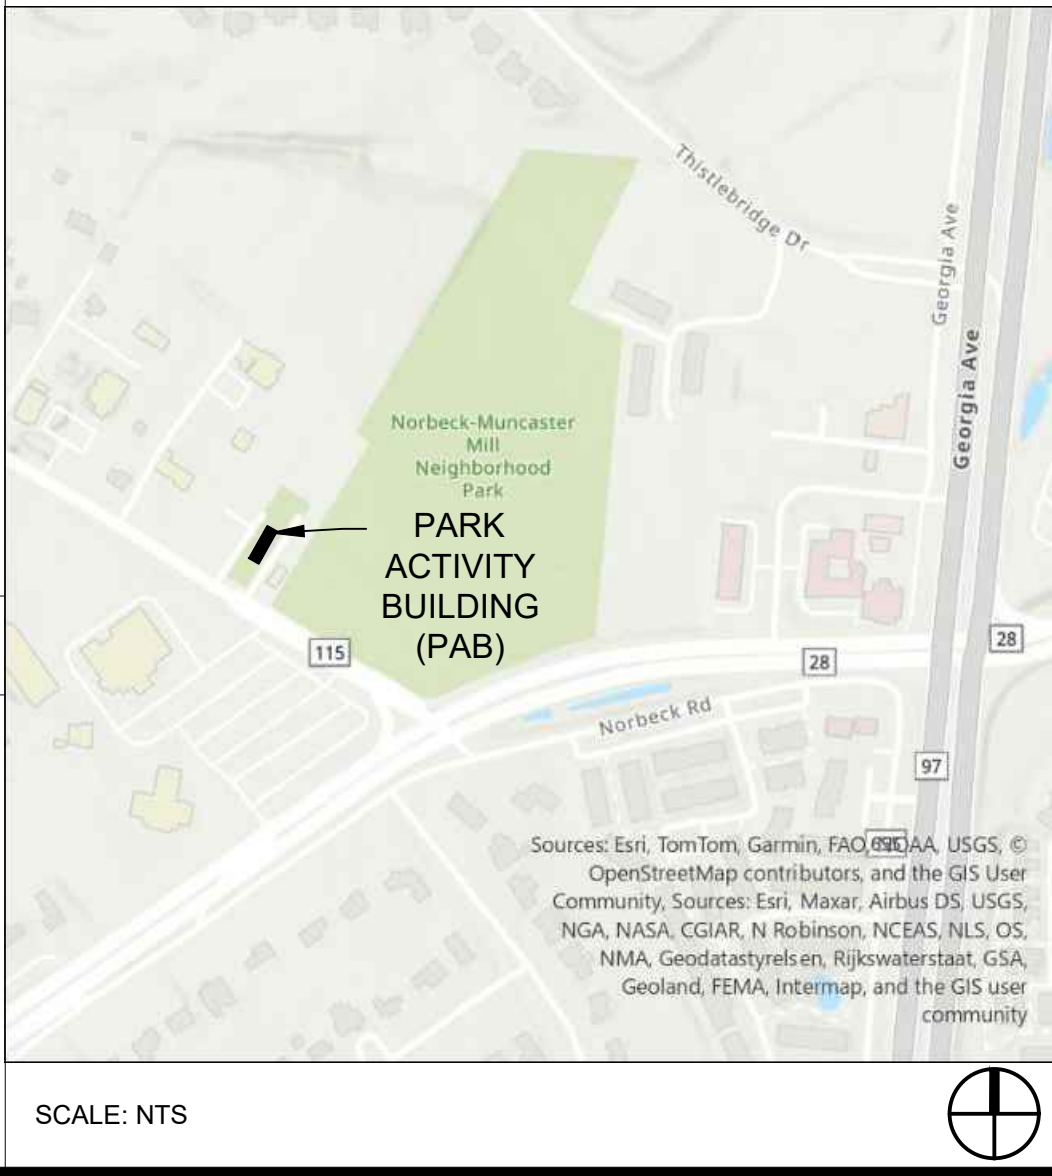 Thistlebridge Dr
Georgia Ave
Georgia Ave
Norbeck-Muncaster
Mill
Neighborhood
Park
PARK
ACTIVITY
BUILDING
(PAB)
115
28
28
Norbeck Rd
97
Sources: Esri, TomTom, Garmin, FAO, NOAA, USGS, ©
OpenStreetMap contributors, and the GIS User
Community, Sources: Esri, Maxar, Airbus DS, USGS,
NGA, NASA, CGIAR, N Robinson, NCEAS, NLS, OS,
NMA, Geodatastyrelsen, Rijkswaterstaat, GSA,
Geoland, FEMA, Intermap, and the GIS user
community
SCALE: NTS